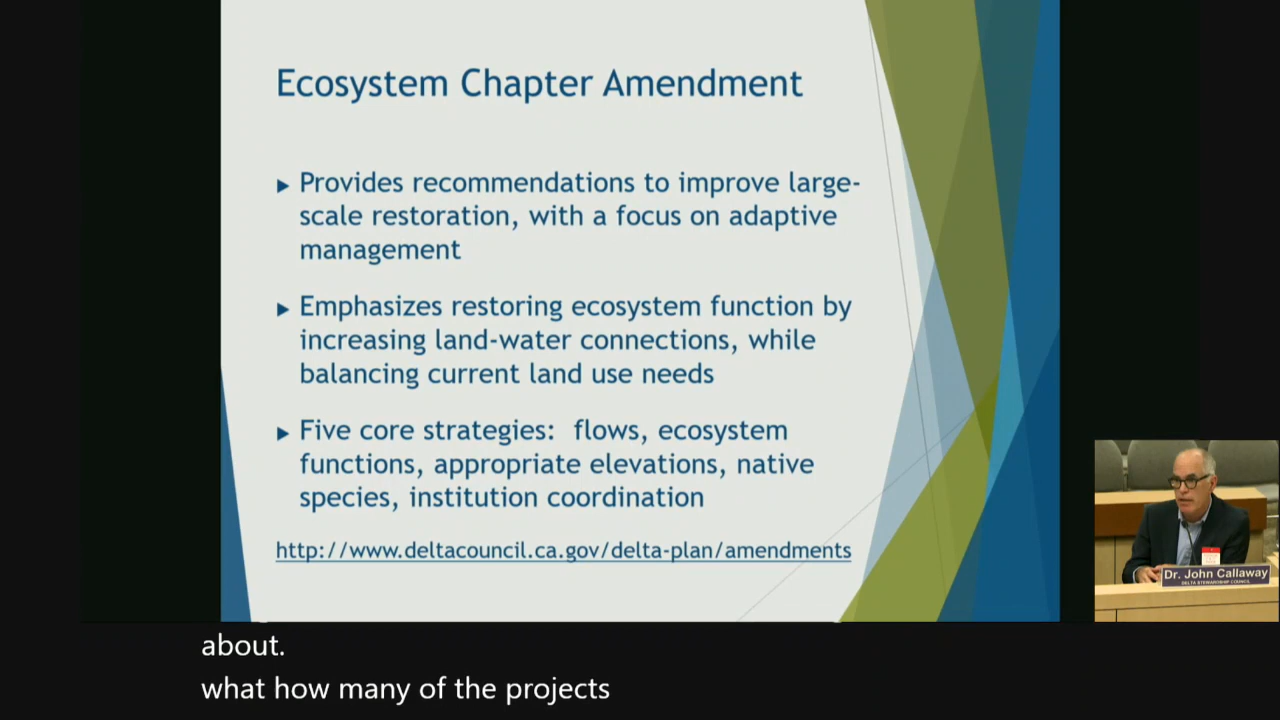 Ecosystem Chapter Amendment
Provides recommendations to improve large-
scale restoration, with a focus on adaptive
management
Emphasizes restoring ecosystem function by
increasing land-water connections, while
balancing current land use needs
Five core strategies:  flows, ecosystem
functions, appropriate elevations, native
species, institution coordination
http://www.deltacouncil.ca.gov/delta-plan/amendments
Dr. John Callaway
DELTA STEWARDSHIP COUNCIL
about.
what how many of the projects